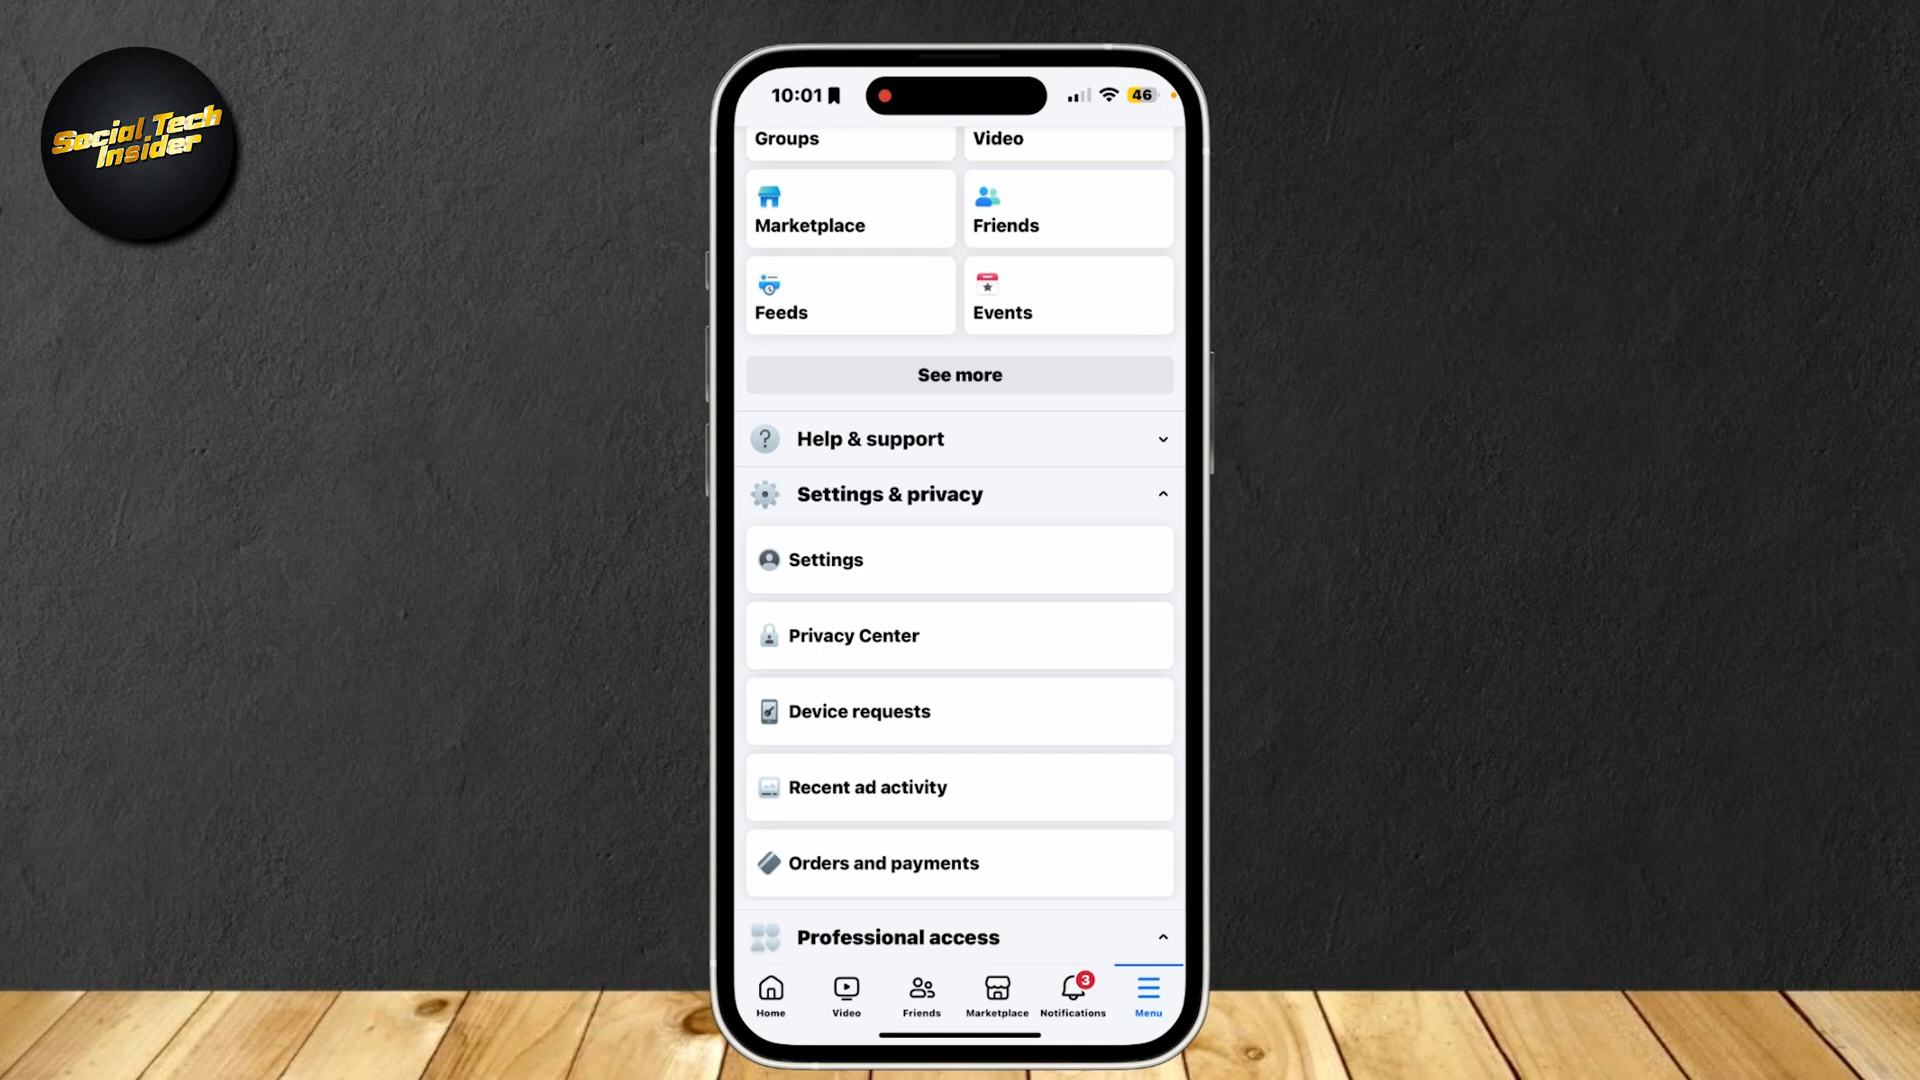 Social Tech
Insider
10:01
46
Groups
Video
Marketplace
Friends
Feeds
Events
See more
Help & support
Settings & privacy
Settings
Privacy Center
Device requests
Recent ad activity
Orders and payments
Professional access
3
Home
Video
Friends
Marketplace
Notifications
Menu